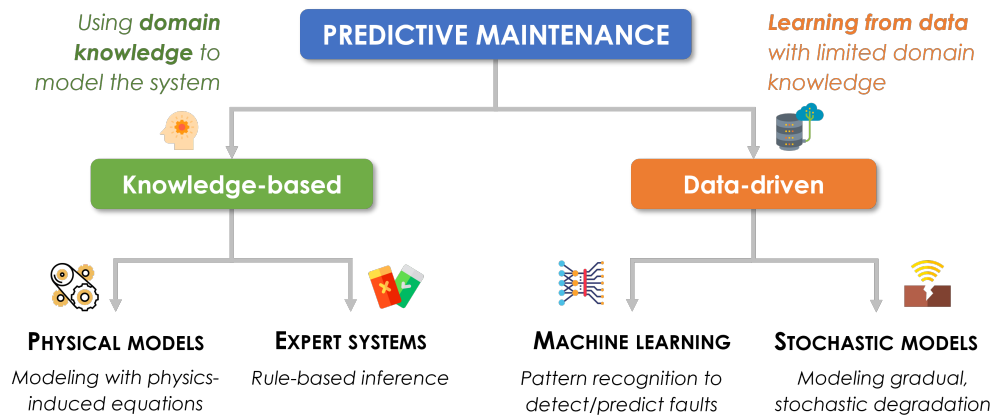 Using domain
knowledge to
model the system
PREDICTIVE MAINTENANCE
Learning from data
with limited domain
knowledge
Knowledge-based
Data-driven
PHYSICAL MODELS
Modeling with physics-
induced equations
EXPERT SYSTEMS
Rule-based inference
MACHINE LEARNING
Pattern recognition to
detect/predict faults
STOCHASTIC MODELS
Modeling gradual,
stochastic degradation